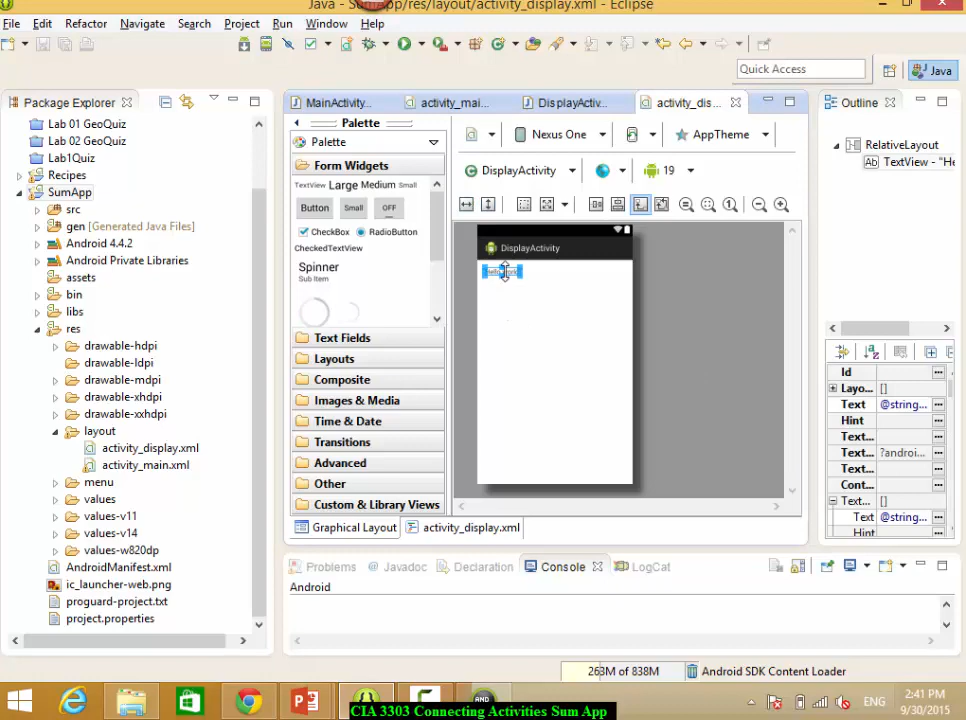 Java - SumApp/res/layout/activity_display.xml - Eclipse
File Edit Refactor Navigate Search Project Run Window Help
Quick Access
Java
Package Explorer
Lab 01 GeoQuiz
Lab 02 GeoQuiz
Lab1Quiz
Recipes
SumApp
src
gen [Generated Java Files]
Android 4.4.2
Android Private Libraries
assets
bin
libs
res
drawable-hdpi
drawable-ldpi
drawable-mdpi
drawable-xhdpi
drawable-xxhdpi
layout
activity_display.xml
activity_main.xml
menu
values
values-v11
values-v14
values-w820dp
AndroidManifest.xml
ic_launcher-web.png
proguard-project.txt
project.properties
MainActivity... activity_mai... DisplayActiv... activity_dis...
Palette
Palette
Form Widgets
TextView Large Medium Small
Button Small OFF
CheckBox RadioButton
CheckedTextView
Spinner
Sub Item
Text Fields
Layouts
Composite
Images & Media
Time & Date
Transitions
Advanced
Other
Custom & Library Views
Nexus One AppTheme
DisplayActivity 19
DisplayActivity
Graphical Layout activity_display.xml
Outline
RelativeLayout
Ab TextView - "He
Id
Layo... []
Text @string...
Hint
Text...
Text... ?androi...
Text...
Cont...
Text... []
Text @string...
Hint
Problems Javadoc Declaration Console LogCat
Android
263M of 838M Android SDK Content Loader
AND
ENG
2:41 PM
9/30/2015
CIA 3303 Connecting Activities Sum App